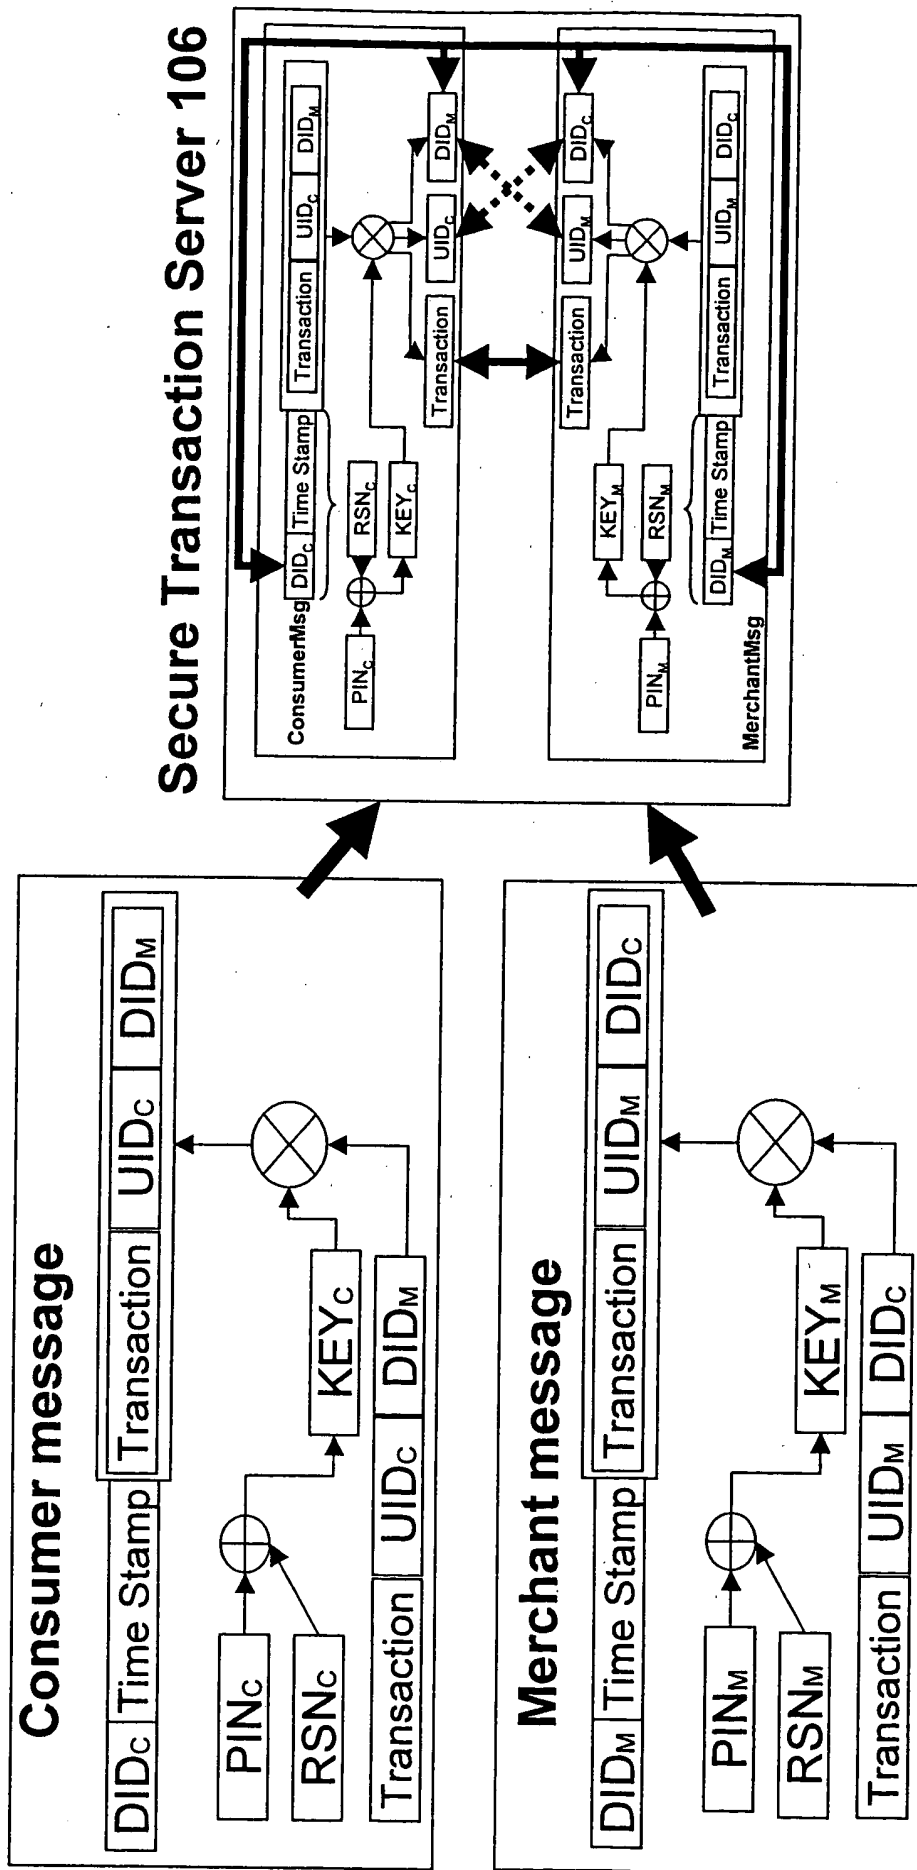 Consumer message
DIDC Time Stamp Transaction UIDC DIDM
PINC
RSNC
KEYC
Transaction UIDC DIDM
Merchant message
DIDM Time Stamp Transaction UIDM DIDC
PINM
RSNM
KEYM
Transaction UIDM DIDC
Secure Transaction Server 106
ConsumerMsg
DIDC Time Stamp Transaction UIDC DIDM
PINC
RSNC
KEYC
Transaction UIDC DIDM
Transaction UIDM DIDC
KEYM
RSNM
PINM
DIDM Time Stamp Transaction UIDM DIDC
MerchantMsg